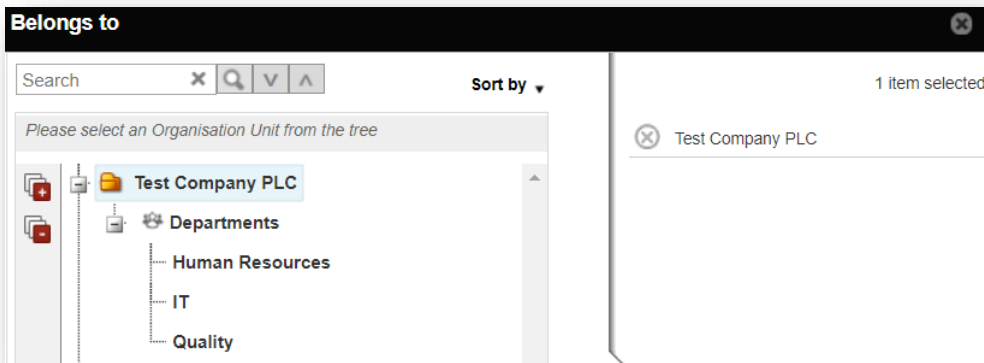 Belongs to
Search
Sort by
1 item selected
Please select an Organisation Unit from the tree
Test Company PLC
Test Company PLC
Departments
Human Resources
IT
Quality